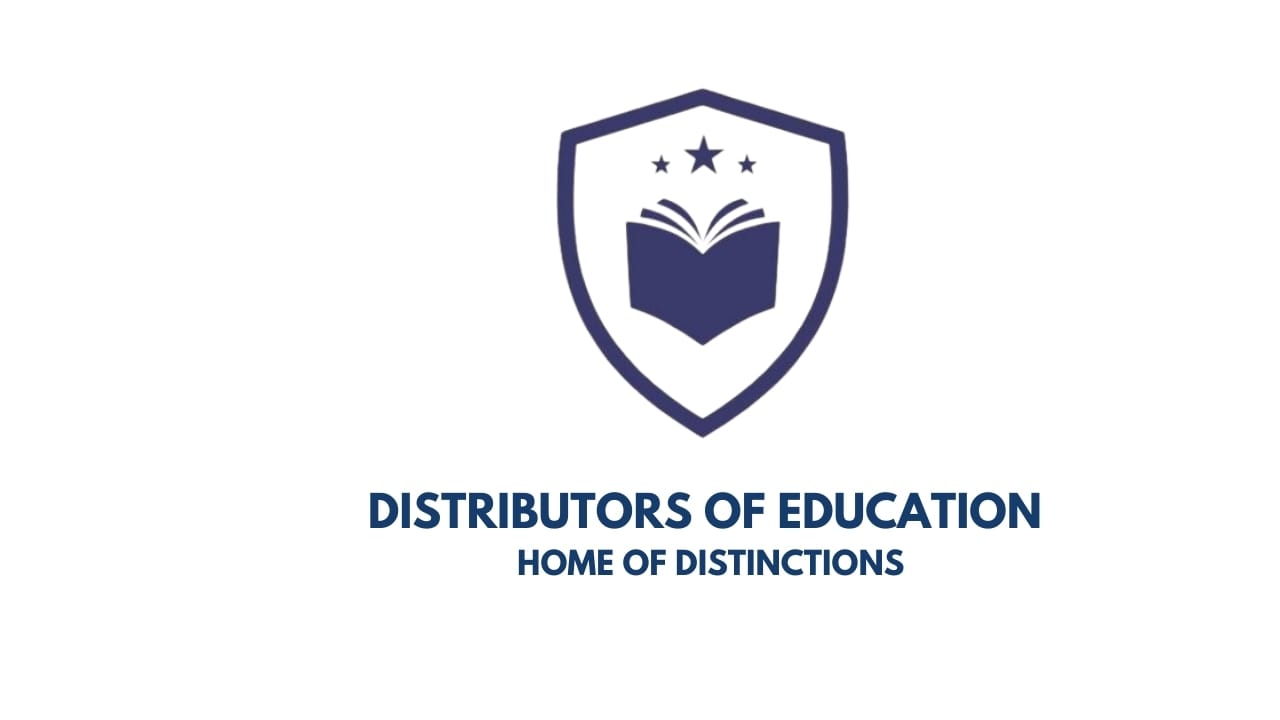 DISTRIBUTORS OF EDUCATION
HOME OF DISTINCTIONS